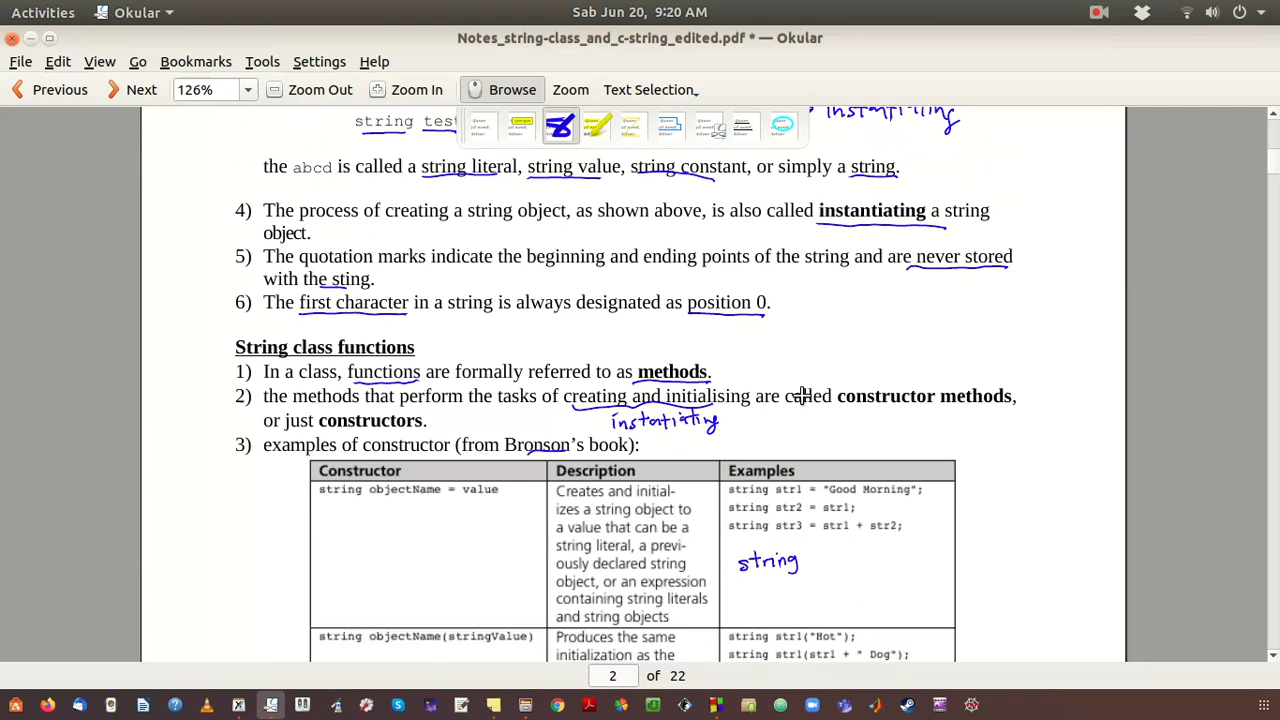 Activities Okular Sab Jun 20, 9:20 AM
Notes_string-class_and_c-string_edited.pdf * — Okular
File Edit View Go Bookmarks Tools Settings Help
Previous Next 126% Zoom Out Zoom In Browse Zoom Text Selection
string test
instantiating
the abcd is called a string literal, string value, string constant, or simply a string.
4) The process of creating a string object, as shown above, is also called instantiating a string
object.
5) The quotation marks indicate the beginning and ending points of the string and are never stored
with the sting.
6) The first character in a string is always designated as position 0.
String class functions
1) In a class, functions are formally referred to as methods.
2) the methods that perform the tasks of creating and initialising are called constructor methods,
or just constructors.
instantiating
3) examples of constructor (from Bronson’s book):
Constructor Description Examples
string objectName = value
Creates and initial-
izes a string object to
a value that can be a
string literal, a previ-
ously declared string
object, or an expression
containing string literals
and string objects
string str1 = "Good Morning";
string str2 = str1;
string str3 = str1 + str2;
string
string objectName(stringValue)
Produces the same
initialization as the
string str1("Hot");
string str1(str1 + " Dog");
2 of 22